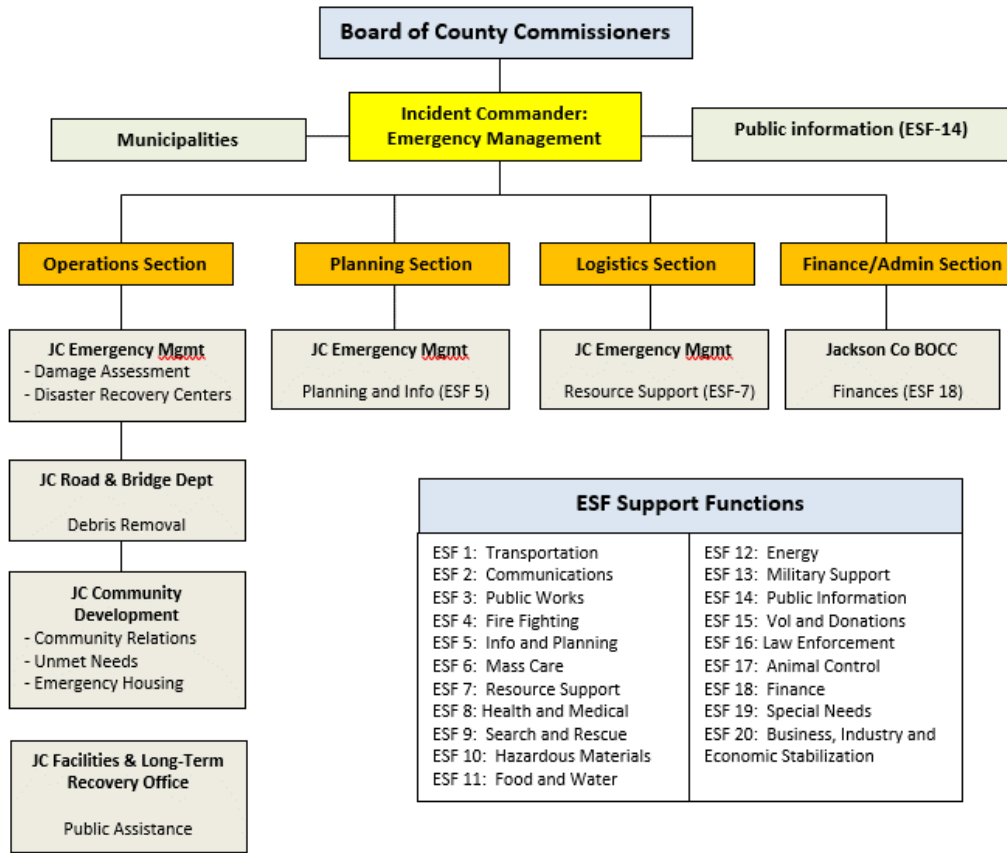 Board of County Commissioners
Incident Commander:
Emergency Management
Municipalities
Public information (ESF-14)
Operations Section
Planning Section
Logistics Section
Finance/Admin Section
JC Emergency Mgmt
- Damage Assessment
- Disaster Recovery Centers
JC Emergency Mgmt
Planning and Info (ESF 5)
JC Emergency Mgmt
Resource Support (ESF-7)
Jackson Co BOCC
Finances (ESF 18)
JC Road & Bridge Dept
Debris Removal
JC Community
Development
- Community Relations
- Unmet Needs
- Emergency Housing
JC Facilities & Long-Term
Recovery Office
Public Assistance
ESF Support Functions
ESF 1:  Transportation
ESF 2:  Communications
ESF 3:  Public Works
ESF 4:  Fire Fighting
ESF 5:  Info and Planning
ESF 6:  Mass Care
ESF 7:  Resource Support
ESF 8: Health and Medical
ESF 9:  Search and Rescue
ESF 10:  Hazardous Materials
ESF 11:  Food and Water
ESF 12:  Energy
ESF 13:  Military Support
ESF 14:  Public Information
ESF 15:  Vol and Donations
ESF 16: Law Enforcement
ESF 17:  Animal Control
ESF 18:  Finance
ESF 19:  Special Needs
ESF 20:  Business, Industry and
Economic Stabilization